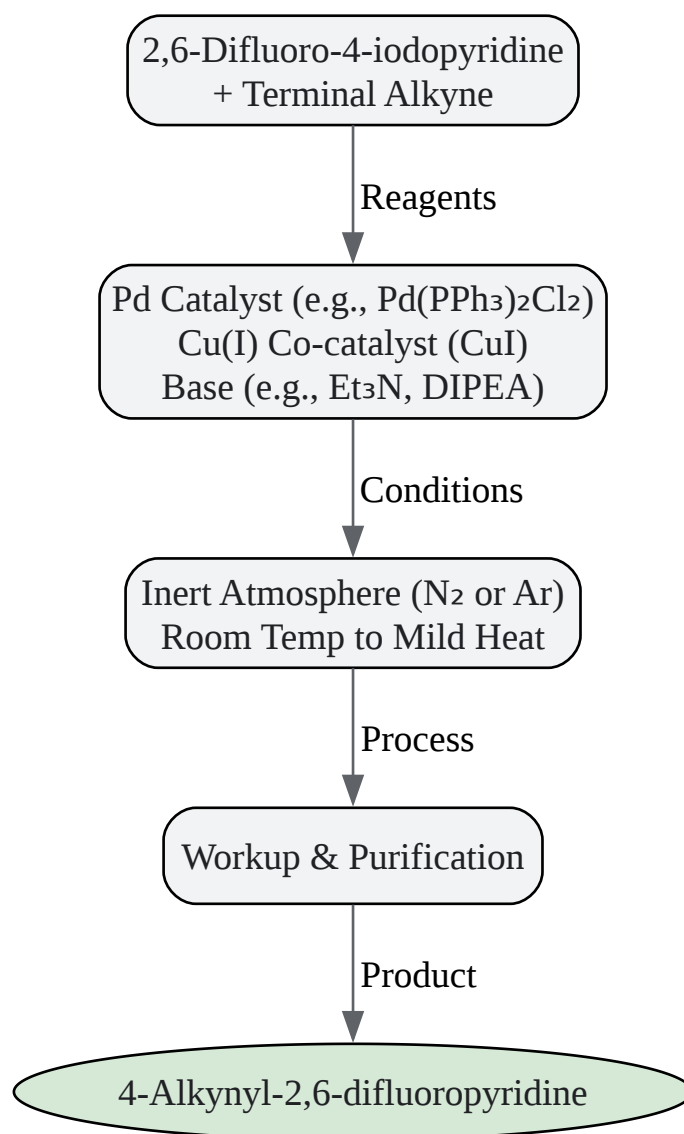 2,6-Difluoro-4-iodopyridine
+ Terminal Alkyne
Reagents
Pd Catalyst (e.g., Pd(PPh₃)₂Cl₂)
Cu(I) Co-catalyst (CuI)
Base (e.g., Et₃N, DIPEA)
Conditions
Inert Atmosphere (N₂ or Ar)
Room Temp to Mild Heat
Process
Workup & Purification
Product
4-Alkynyl-2,6-difluoropyridine